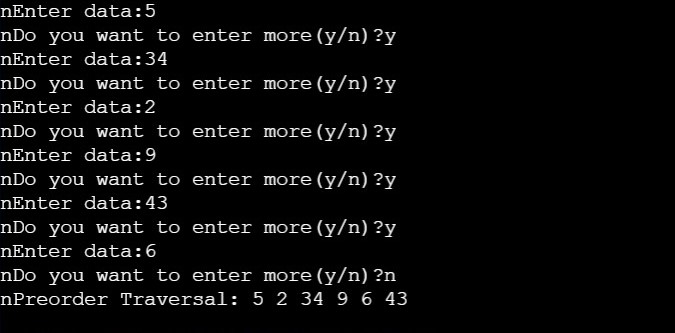 nEnter data:5
nDo you want to enter more(y/n)?y
nEnter data:34
nDo you want to enter more(y/n)?y
nEnter data:2
nDo you want to enter more(y/n)?y
nEnter data:9
nDo you want to enter more(y/n)?y
nEnter data:43
nDo you want to enter more(y/n)?y
nEnter data:6
nDo you want to enter more(y/n)?n
nPreorder Traversal: 5 2 34 9 6 43